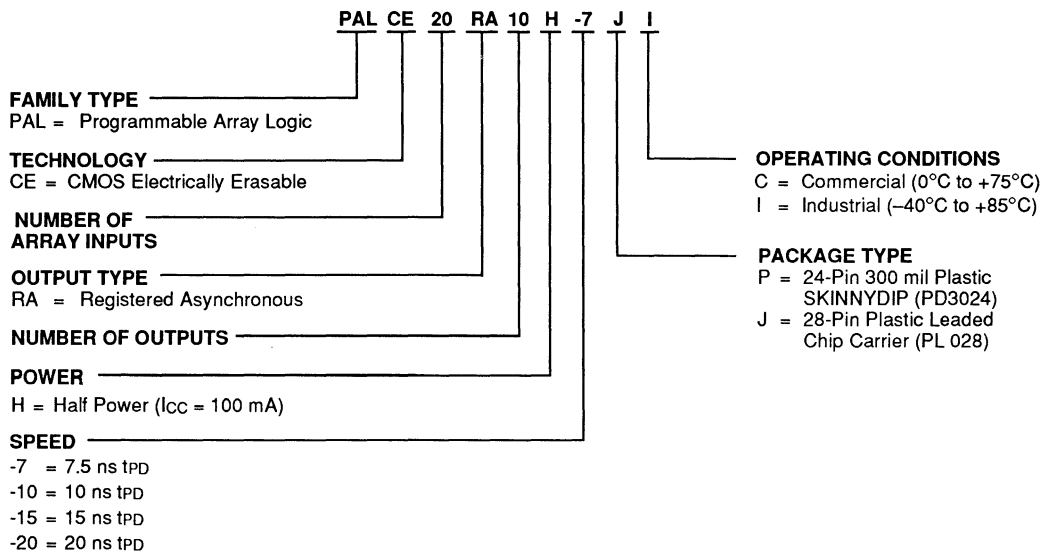 PAL CE 20 RA 10 H -7 J I
FAMILY TYPE
PAL = Programmable Array Logic
TECHNOLOGY
CE = CMOS Electrically Erasable
NUMBER OF
ARRAY INPUTS
OUTPUT TYPE
RA = Registered Asynchronous
NUMBER OF OUTPUTS
POWER
H = Half Power (ICC = 100 mA)
SPEED
-7 = 7.5 ns tPD
-10 = 10 ns tPD
-15 = 15 ns tPD
-20 = 20 ns tPD
OPERATING CONDITIONS
C = Commercial (0°C to +75°C)
I = Industrial (–40°C to +85°C)
PACKAGE TYPE
P = 24-Pin 300 mil Plastic
SKINNYDIP (PD3024)
J = 28-Pin Plastic Leaded
Chip Carrier (PL 028)